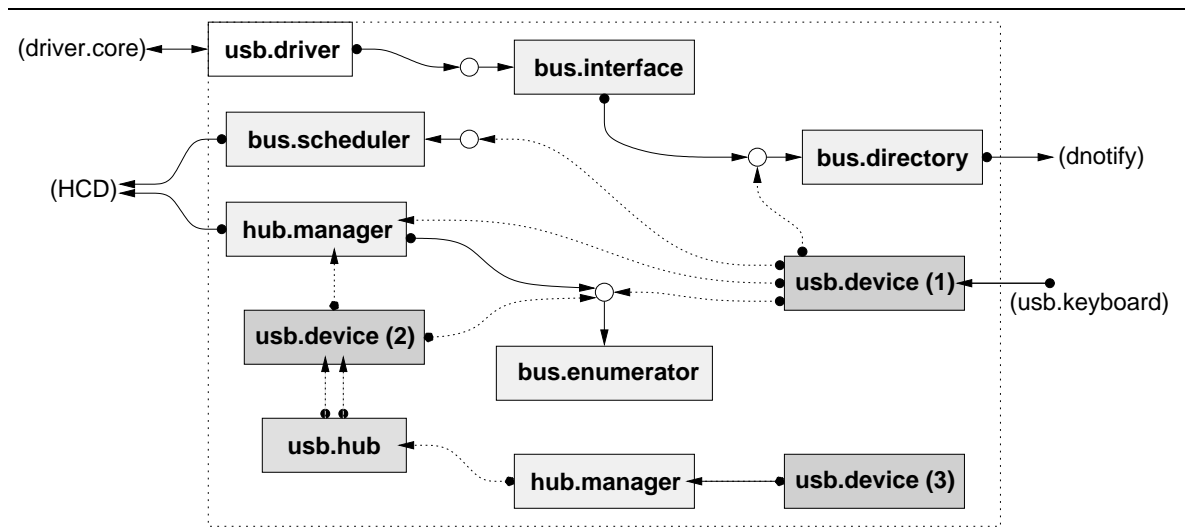 (driver.core)
usb.driver
bus.interface
bus.scheduler
bus.directory
(dnotify)
(HCD)
hub.manager
usb.device (1)
(usb.keyboard)
usb.device (2)
bus.enumerator
usb.hub
hub.manager
usb.device (3)